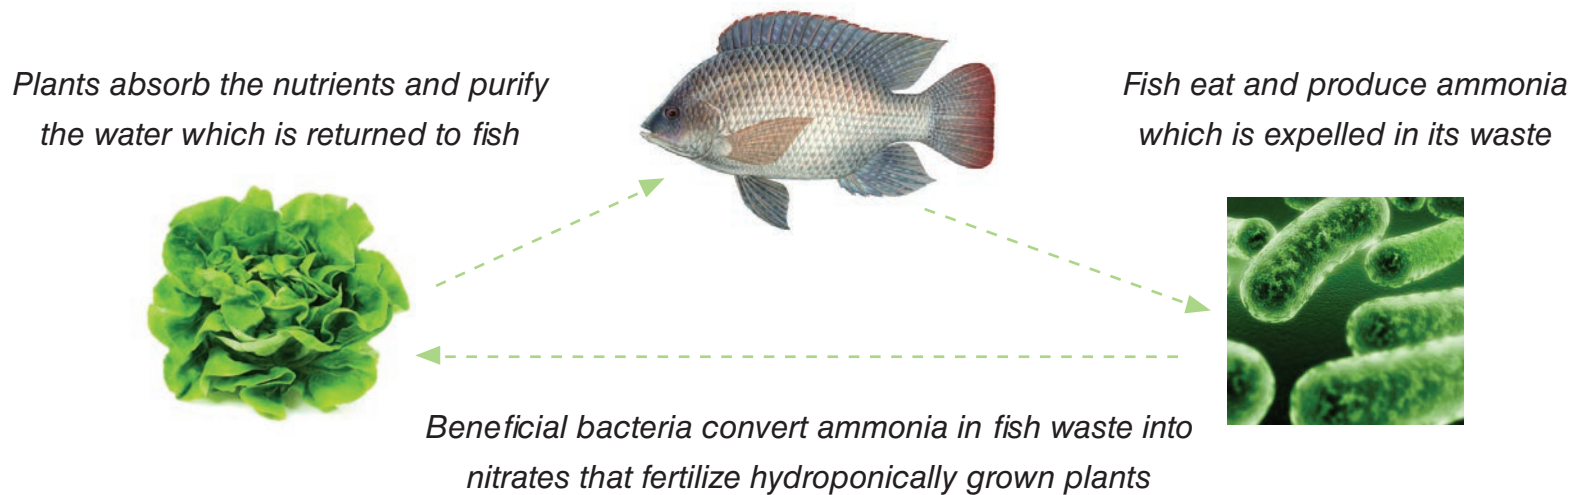 Plants absorb the nutrients and purify
the water which is returned to fish
Fish eat and produce ammonia
which is expelled in its waste
Beneficial bacteria convert ammonia in fish waste into
nitrates that fertilize hydroponically grown plants